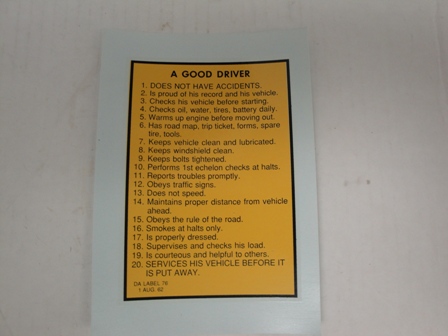 A GOOD DRIVER
1. DOES NOT HAVE ACCIDENTS.
2. Is proud of his record and his vehicle.
3. Checks his vehicle before starting.
4. Checks oil, water, tires, battery daily.
5. Warms up engine before moving out.
6. Has road map, trip ticket, forms, spare
tire, tools.
7. Keeps vehicle clean and lubricated.
8. Keeps windshield clean.
9. Keeps bolts tightened.
10. Performs 1st echelon checks at halts.
11. Reports troubles promptly.
12. Obeys traffic signs.
13. Does not speed.
14. Maintains proper distance from vehicle
ahead.
15. Obeys the rule of the road.
16. Smokes at halts only.
17. Is properly dressed.
18. Supervises and checks his load.
19. Is courteous and helpful to others.
20. SERVICES HIS VEHICLE BEFORE IT
IS PUT AWAY.
DA LABEL 76
1 AUG. 62